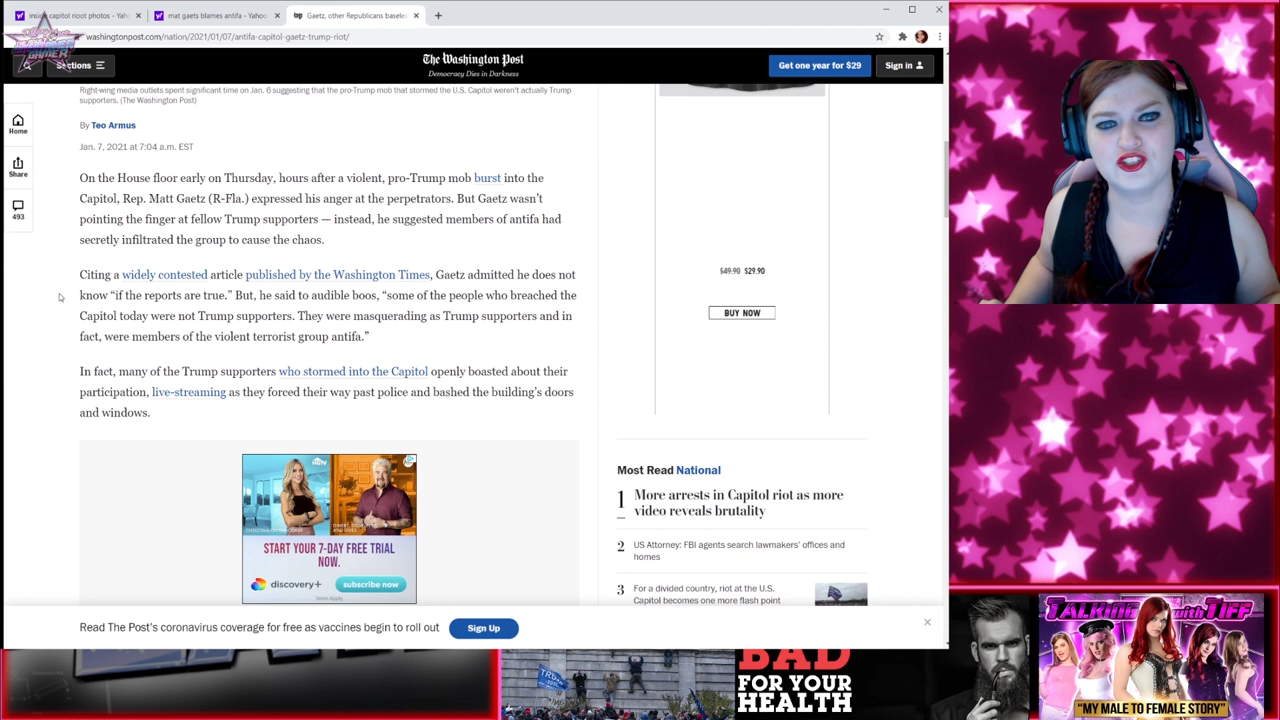 inside capitol rioot photos - Yaho
mat gaets blames antifa - Yahoo
wp Gaetz, other Republicans baseles
washingtonpost.com/nation/2021/01/07/antifa-capitol-gaetz-trump-riot/
GAMER
Sections
The Washington Post
Democracy Dies in Darkness
Get one year for $29
Sign in
Home
Share
493
Right-wing media outlets spent significant time on Jan. 6 suggesting that the pro-Trump mob that stormed the U.S. Capitol weren't actually Trump
supporters. (The Washington Post)
By Teo Armus
Jan. 7, 2021 at 7:04 a.m. EST
On the House floor early on Thursday, hours after a violent, pro-Trump mob burst into the
Capitol, Rep. Matt Gaetz (R-Fla.) expressed his anger at the perpetrators. But Gaetz wasn't
pointing the finger at fellow Trump supporters — instead, he suggested members of antifa had
secretly infiltrated the group to cause the chaos.
Citing a widely contested article published by the Washington Times, Gaetz admitted he does not
know “if the reports are true.” But, he said to audible boos, “some of the people who breached the
Capitol today were not Trump supporters. They were masquerading as Trump supporters and in
fact, were members of the violent terrorist group antifa.”
In fact, many of the Trump supporters who stormed into the Capitol openly boasted about their
participation, live-streaming as they forced their way past police and bashed the building's doors
and windows.
HGTV
START YOUR 7-DAY FREE TRIAL
NOW.
discovery+
subscribe now
Terms Apply.
$49.90 $29.90
BUY NOW
Most Read National
1 More arrests in Capitol riot as more
video reveals brutality
2 US Attorney: FBI agents search lawmakers' offices and
homes
3 For a divided country, riot at the U.S.
Capitol becomes one more flash point
Read The Post's coronavirus coverage for free as vaccines begin to roll out
Sign Up
TRUMP
BAD
FOR YOUR
HEALTH
TALKING with TIFF
"MY MALE TO FEMALE STORY"